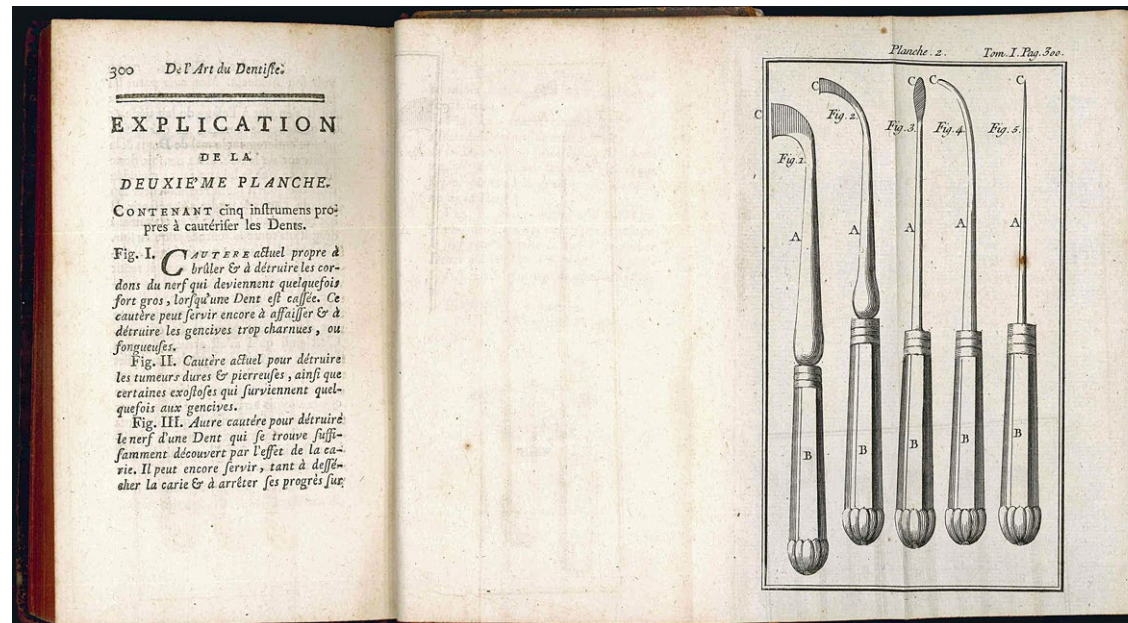 300 De l'Art du Dentiſte.
EXPLICATION
DE LA
DEUXIE'ME PLANCHE.
CONTENANT cinq inſtrumens pro-
pres à cautériſer les Dents.
Fig. I. CAUTERE actuel propre à
brûler & à détruire les cor-
dons du nerf qui deviennent quelquefois
fort gros, lorſqu'une Dent eſt caſſée. Ce
cautère peut ſervir encore à affaiſſer & à
détruire les gencives trop charnues, ou
fongueuſes.
Fig. II. Cautère actuel pour détruire
les tumeurs dures & pierreuſes, ainſi que
certaines exoſtoſes qui ſurviennent quel-
quefois aux gencives.
Fig. III. Autre cautére pour détruire
le nerf d'une Dent qui ſe trouve ſuffi-
ſamment découvert par l'effet de la ca-
rie. Il peut encore ſervir, tant à deſſé-
cher la carie & à arrêter ſes progrès ſur
Planche. 2. Tom. I. Pag. 300.
C C C C C
Fig. 1. Fig. 2. Fig. 3. Fig. 4. Fig. 5.
A A A A A
B B B B B